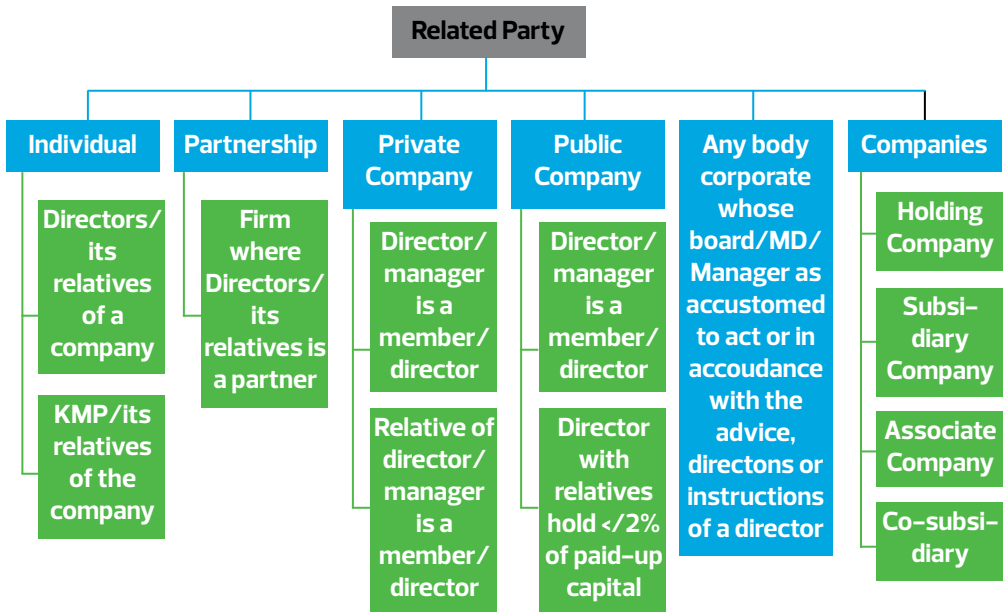 Related Party
Individual
Directors/
its
relatives
of a
company
KMP/its
relatives
of the
company
Partnership
Firm
where
Directors/
its
relatives is
a partner
Private
Company
Director/
manager
is a
member/
director
Relative of
director/
manager
is a
member/
director
Public
Company
Director/
manager
is a
member/
director
Director
with
relatives
hold </2%
of paid-up
capital
Any body
corporate
whose
board/MD/
Manager as
accustomed
to act or in
accoudance
with the
advice,
directons or
instructions
of a director
Companies
Holding
Company
Subsi-
diary
Company
Associate
Company
Co-subsi-
diary